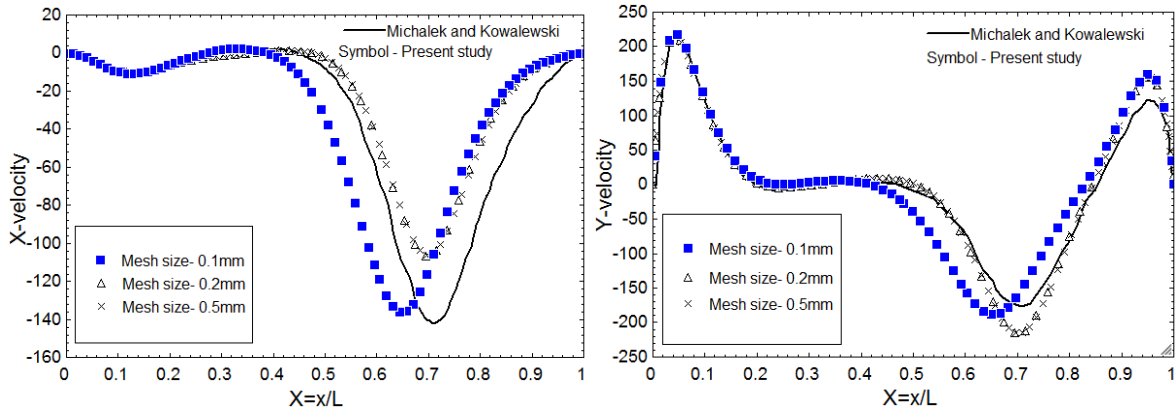 20
0
-20
-40
-60
-80
-100
-120
-140
-160
X-velocity
Michalek and Kowalewski
Symbol - Present study
Mesh size- 0.1mm
Mesh size- 0.2mm
Mesh size- 0.5mm
0 0.1 0.2 0.3 0.4 0.5 0.6 0.7 0.8 0.9 1
X=x/L
250
200
150
100
50
0
-50
-100
-150
-200
-250
Y-velocity
Michalek and Kowalewski
Symbol - Present study
Mesh size- 0.1mm
Mesh size- 0.2mm
Mesh size- 0.5mm
0 0.1 0.2 0.3 0.4 0.5 0.6 0.7 0.8 0.9 1
X=x/L